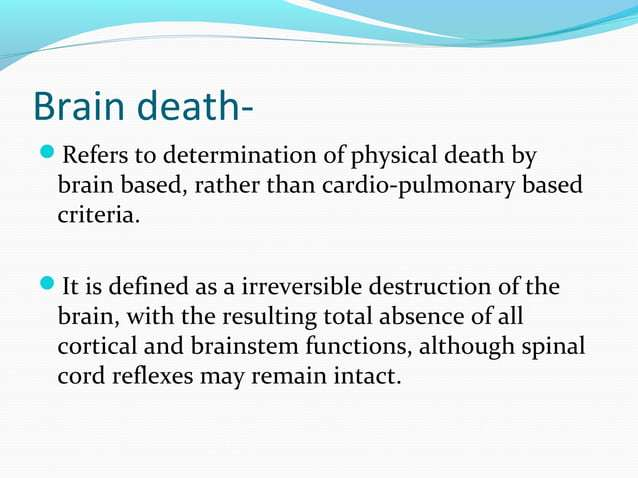 Brain death-
Refers to determination of physical death by
brain based, rather than cardio-pulmonary based
criteria.
It is defined as a irreversible destruction of the
brain, with the resulting total absence of all
cortical and brainstem functions, although spinal
cord reflexes may remain intact.